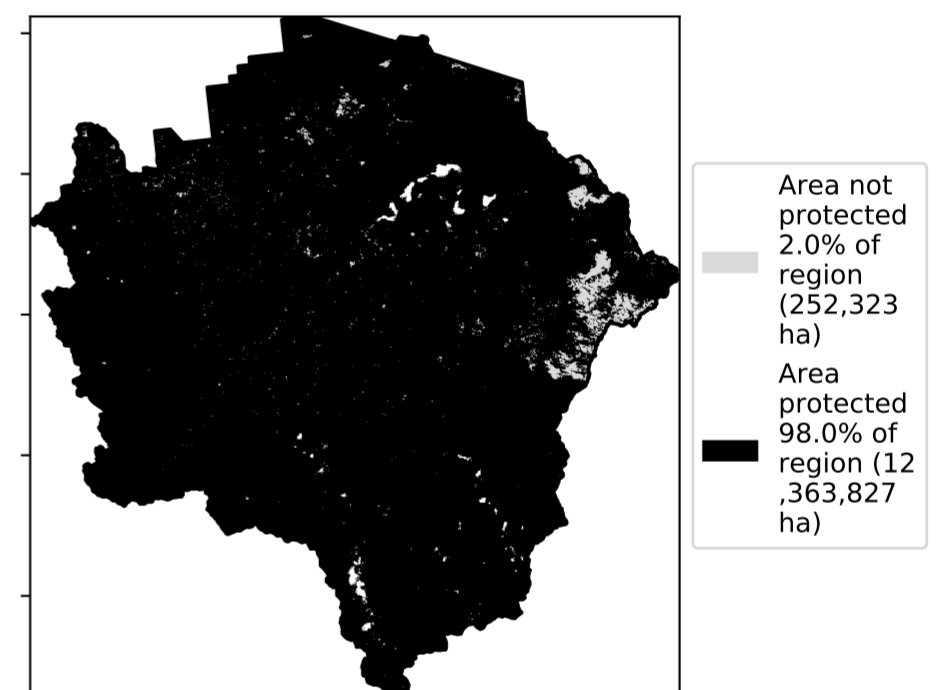 Area not
protected
2.0% of
region
(252,323
ha)
Area
protected
98.0% of
region (12
,363,827
ha)